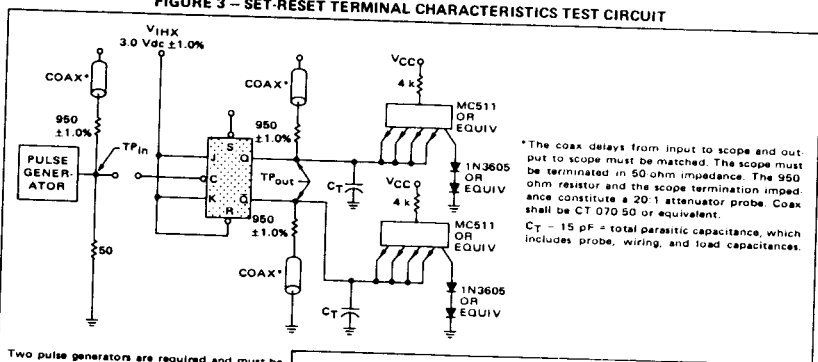 FIGURE 3 – SET-RESET TERMINAL CHARACTERISTICS TEST CIRCUIT
VIHX
3.0 Vdc ±1.0%
COAX*
950
±1.0%
TPin
PULSE
GENER-
ATOR
50
S
J
Q
C
K
Q̅
R
COAX*
950
±1.0%
TPout
950
±1.0%
COAX*
CT
VCC
4 k
MC511
OR
EQUIV
1N3605
OR
EQUIV
VCC
4 k
MC511
OR
EQUIV
1N3605
OR
EQUIV
CT
*The coax delays from input to scope and out-
put to scope must be matched. The scope must
be terminated in 50-ohm impedance. The 950
ohm resistor and the scope termination imped-
ance constitute a 20:1 attenuator probe. Coax
shall be CT 070 50 or equivalent.
CT – 15 pF = total parasitic capacitance, which
includes probe, wiring, and load capacitances.
Two pulse generators are required and must be